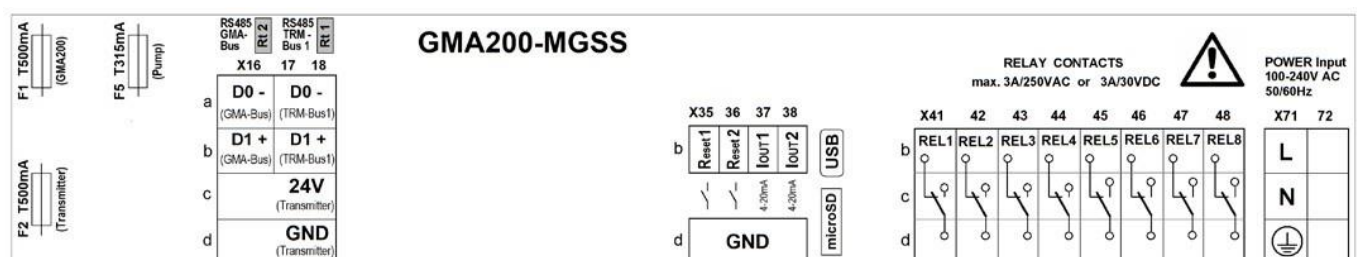 GMA200-MGSS
F1 T500mA
(GMA200)
F5 T315mA
(Pump)
F2 T500mA
(Transmitter)
RS485 GMA-Bus
Rt 2
RS485 TRM-Bus 1
Rt 1
X16 17 18
a
D0 - D0 -
(GMA-Bus) (TRM-Bus1)
b
D1 + D1 +
(GMA-Bus) (TRM-Bus1)
c
24V
(Transmitter)
d
GND
(Transmitter)
X35 36 37 38
b
Reset 1
Reset 2
IOUT1
IOUT2
4-20mA
4-20mA
d
GND
USB
microSD
RELAY CONTACTS
max. 3A/250VAC or 3A/30VDC
X41 42 43 44 45 46 47 48
b
REL1 REL2 REL3 REL4 REL5 REL6 REL7 REL8
c
d
POWER Input
100-240V AC
50/60Hz
X71 72
L
N